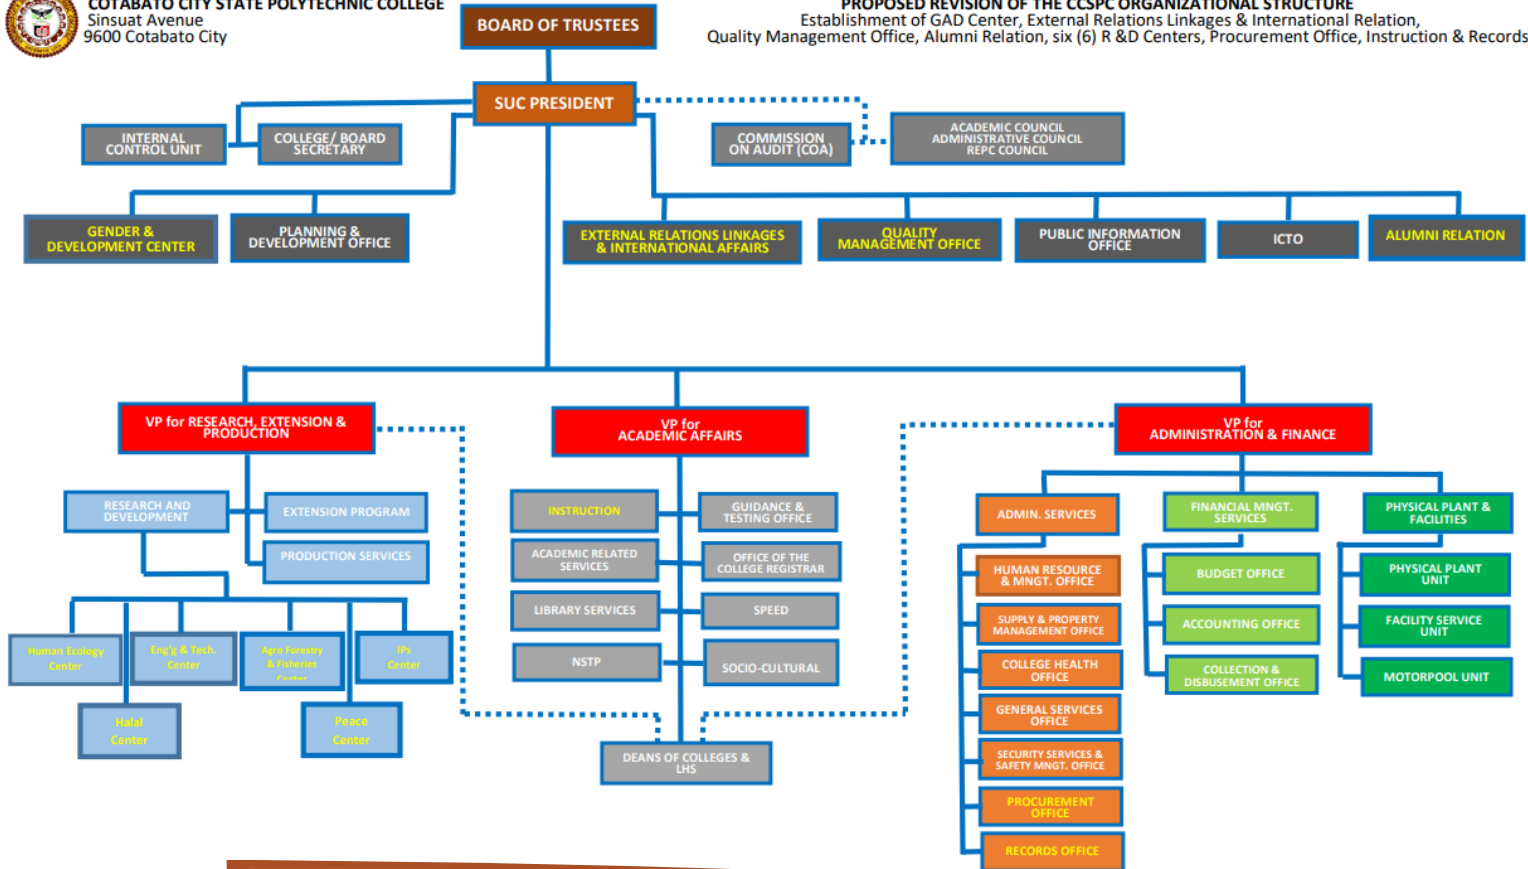 COTABATO CITY STATE POLYTECHNIC COLLEGE
Sinsuat Avenue
9600 Cotabato City
PROPOSED REVISION OF THE CCSPC ORGANIZATIONAL STRUCTURE
Establishment of GAD Center, External Relations Linkages & International Relation,
Quality Management Office, Alumni Relation, six (6) R &D Centers, Procurement Office, Instruction & Records
BOARD OF TRUSTEES
SUC PRESIDENT
INTERNAL
CONTROL UNIT
COLLEGE/ BOARD
SECRETARY
COMMISSION
ON AUDIT (COA)
ACADEMIC COUNCIL
ADMINISTRATIVE COUNCIL
REPC COUNCIL
GENDER &
DEVELOPMENT CENTER
PLANNING &
DEVELOPMENT OFFICE
EXTERNAL RELATIONS LINKAGES
& INTERNATIONAL AFFAIRS
QUALITY
MANAGEMENT OFFICE
PUBLIC INFORMATION
OFFICE
ICTO
ALUMNI RELATION
VP for RESEARCH, EXTENSION &
PRODUCTION
VP for
ACADEMIC AFFAIRS
VP for
ADMINISTRATION & FINANCE
RESEARCH AND
DEVELOPMENT
EXTENSION PROGRAM
PRODUCTION SERVICES
Human Ecology
Center
Eng'g & Tech.
Center
Agro Forestry
& Fisheries
Center
IPs
Center
Halal
Center
Peace
Center
INSTRUCTION
GUIDANCE &
TESTING OFFICE
ACADEMIC RELATED
SERVICES
OFFICE OF THE
COLLEGE REGISTRAR
LIBRARY SERVICES
SPEED
NSTP
SOCIO-CULTURAL
DEANS OF COLLEGES &
LHS
ADMIN. SERVICES
HUMAN RESOURCE
& MNGT. OFFICE
SUPPLY & PROPERTY
MANAGEMENT OFFICE
COLLEGE HEALTH
OFFICE
GENERAL SERVICES
OFFICE
SECURITY SERVICES &
SAFETY MNGT. OFFICE
PROCUREMENT
OFFICE
RECORDS OFFICE
FINANCIAL MNGT.
SERVICES
BUDGET OFFICE
ACCOUNTING OFFICE
COLLECTION &
DISBUSEMENT OFFICE
PHYSICAL PLANT &
FACILITIES
PHYSICAL PLANT
UNIT
FACILITY SERVICE
UNIT
MOTORPOOL UNIT